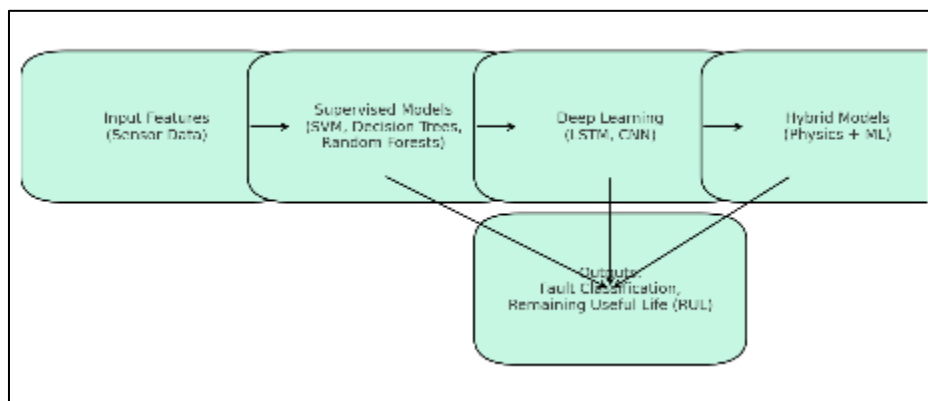 Input Features
(Sensor Data)
Supervised Models
(SVM, Decision Trees,
Random Forests)
Deep Learning
(LSTM, CNN)
Hybrid Models
(Physics + ML)
Outputs:
Fault Classification,
Remaining Useful Life (RUL)